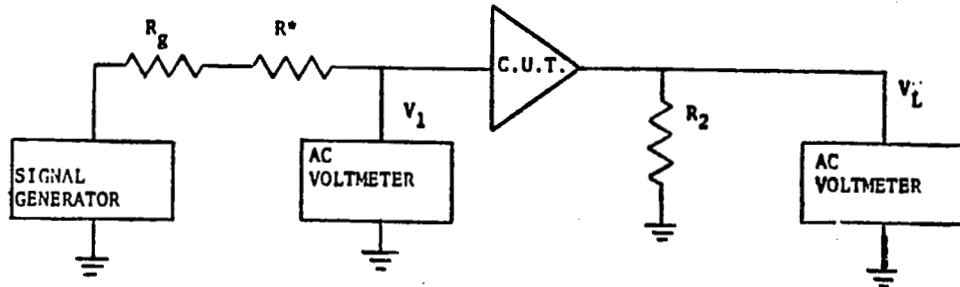 R_g
R*
C.U.T.
V_1
R_2
V_L
SIGNAL
GENERATOR
AC
VOLTMETER
AC
VOLTMETER